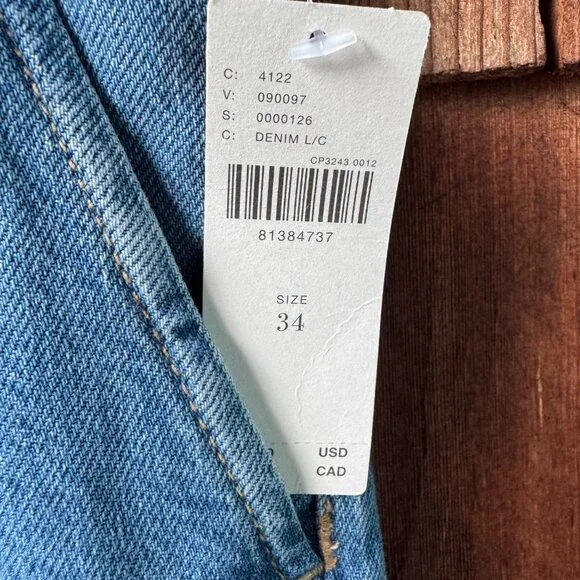 C: 4122
V: 090097
S: 0000126
C: DENIM L/C
CP3243 0012
81384737
SIZE
34
USD
CAD